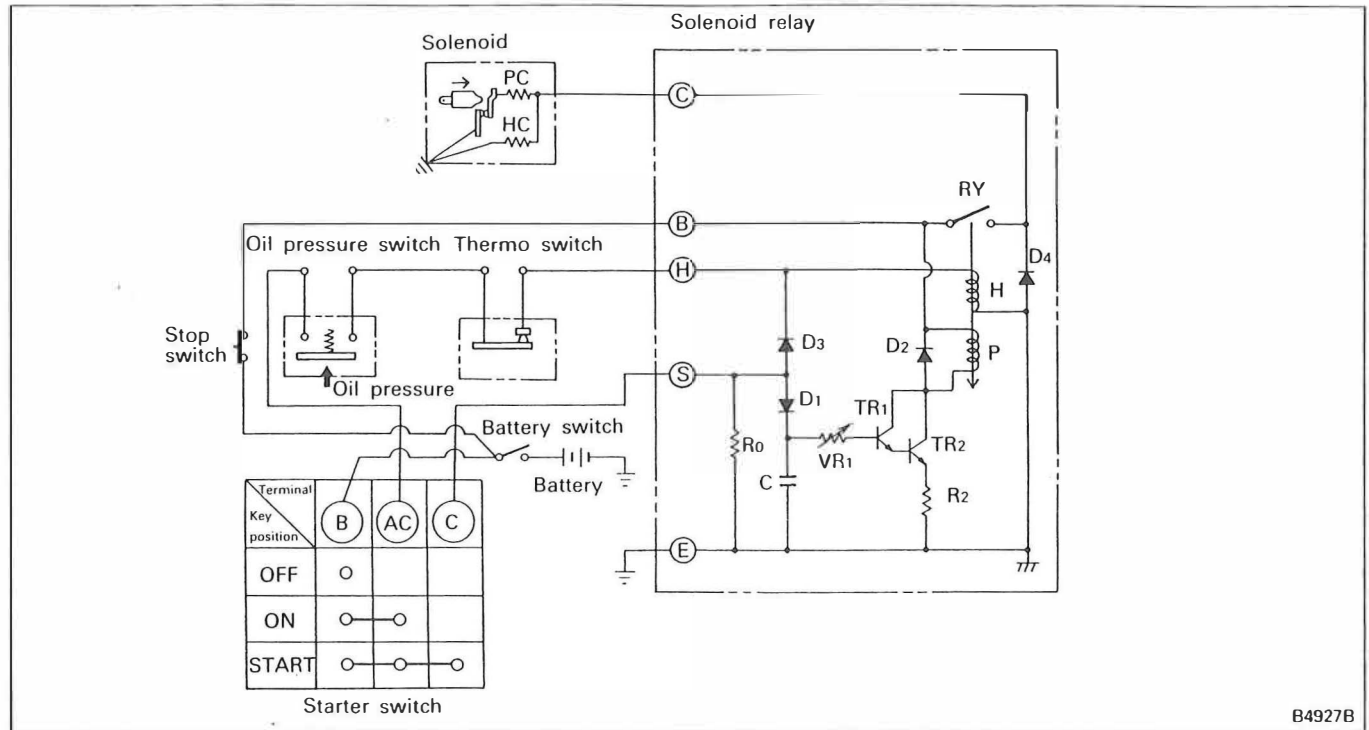 Solenoid relay
Solenoid
PC
HC
C
RY
B
Oil pressure switch Thermo switch
H
D4
H
Stop
switch
D3
D2
P
Oil pressure
S
D1
TR1
Battery switch
R0
VR1
TR2
C
Battery
R2
Terminal
Key
position
B
AC
C
E
OFF
ON
START
Starter switch
B4927B